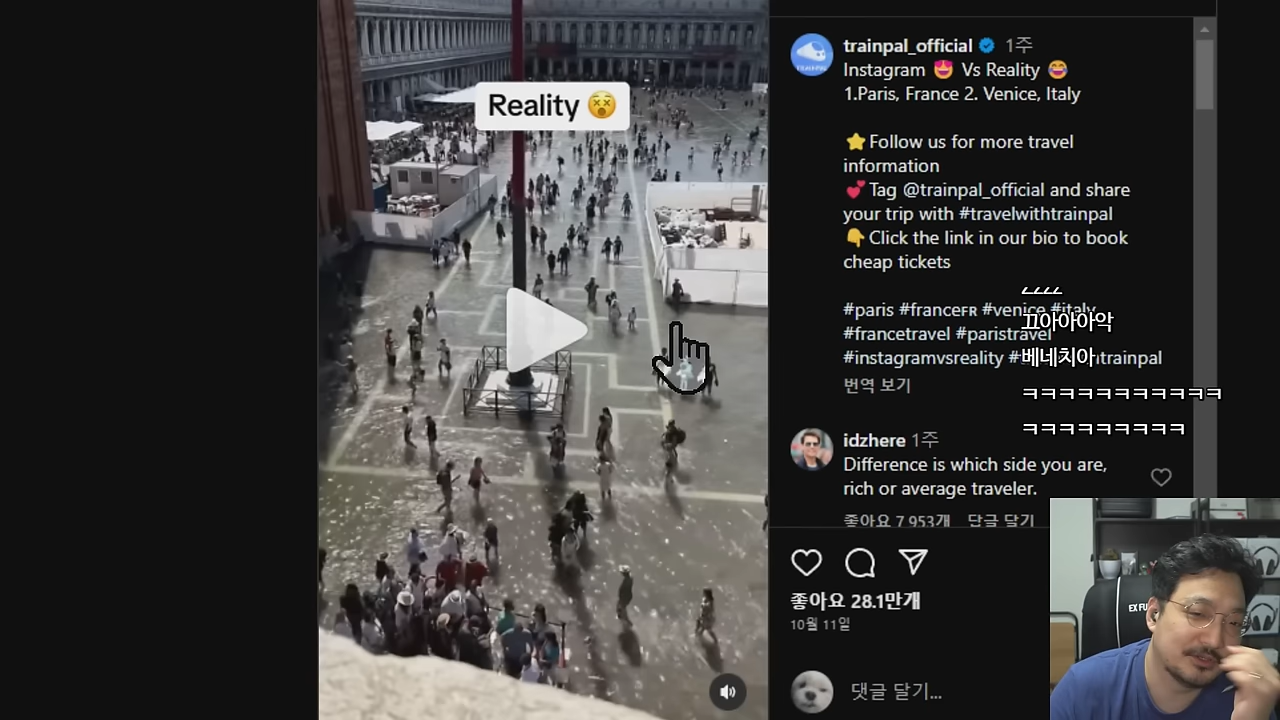 Reality 😵
trainpal_official 1주
Instagram 😍 Vs Reality 😂
1.Paris, France 2. Venice, Italy
⭐Follow us for more travel
information
💕Tag @trainpal_official and share
your trip with #travelwithtrainpal
👇Click the link in our bio to book
cheap tickets
#paris #franceFR #venice #italy
#francetravel #paristravel
#instagramvsreality #
trainpal
번역 보기
끄아아아악
베네치아
ㅋㅋㅋㅋㅋㅋㅋㅋㅋㅋㅋ
ㅋㅋㅋㅋㅋㅋㅋㅋㅋ
idzhere 1주
Difference is which side you are,
rich or average traveler.
좋아요 7,953개 답글 달기
좋아요 28.1만개
10월 11일
댓글 달기...
TRAINPAL